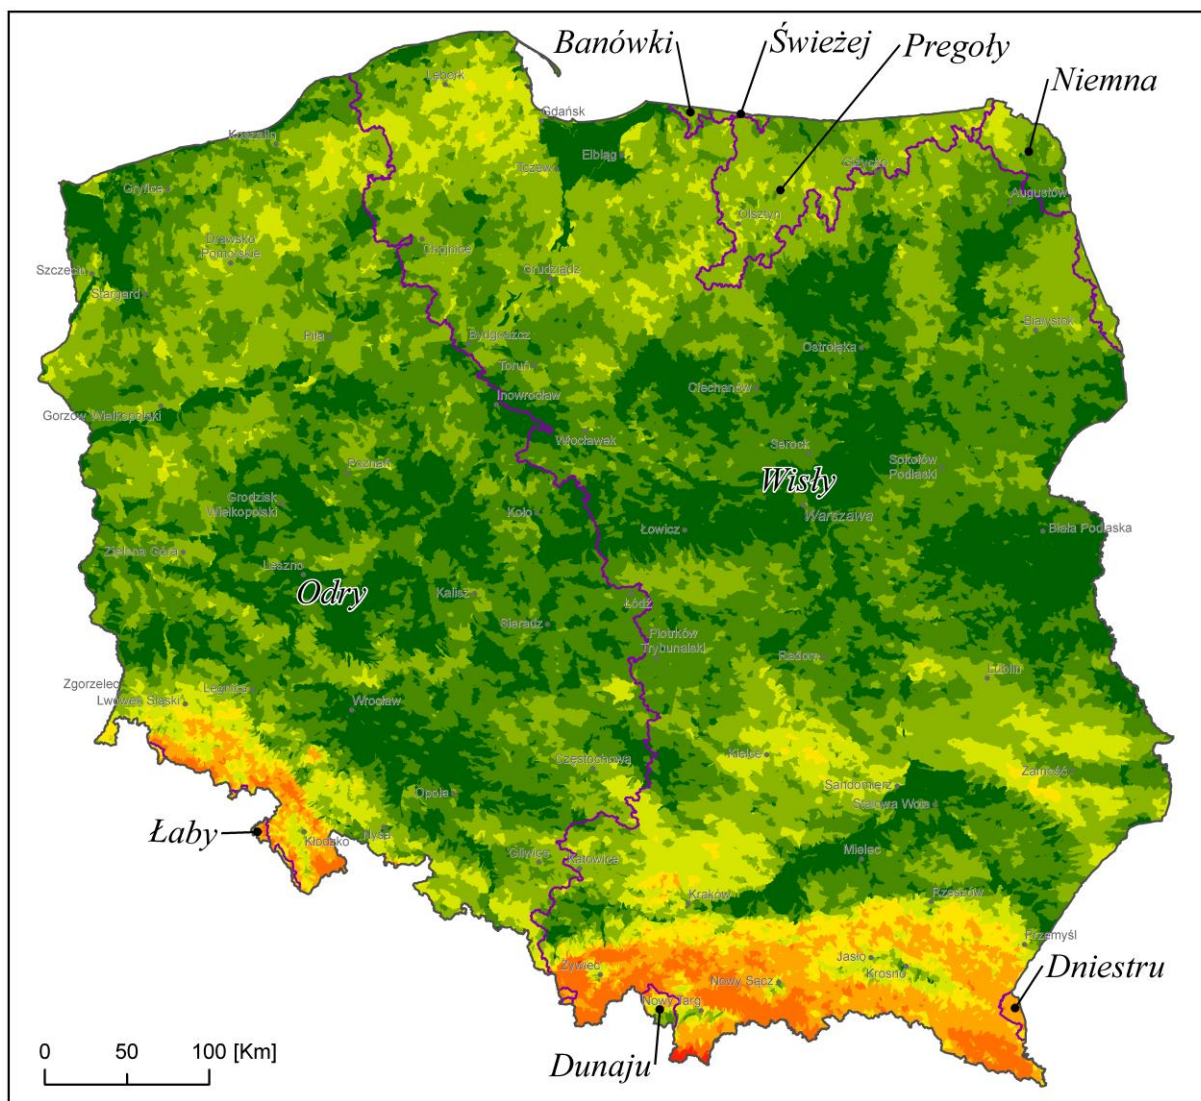 Banówki
Świeżej
Pregoły
Niemna
Lębork
Gdańsk
Koszalin
Elbląg
Tczew
Giżycko
Gryfice
Augustów
Olsztyn
Drawsko
Pomorskie
Chojnice
Szczecin
Grudziądz
Stargard
Białystok
Piła
Bydgoszcz
Ostrołęka
Toruń
Ciechanów
Inowrocław
Gorzów Wielkopolski
Włocławek
Serock
Poznań
Sokołów
Podlaski
Wisły
Grodzisk
Wielkopolski
Koło
Warszawa
Łowicz
Biała Podlaska
Zielona Góra
Leszno
Odry
Kalisz
Łódź
Sieradz
Piotrków
Trybunalski
Radom
Lublin
Zgorzelec
Legnica
Lwówek Śląski
Wrocław
Kielce
Częstochowa
Zamość
Sandomierz
Opole
Stalowa Wola
Łaby
Kłodzko
Nysa
Gliwice
Katowice
Mielec
Kraków
Rzeszów
Przemyśl
Jasło
Dniestru
Żywiec
Krosno
Nowy Sącz
Nowy Targ
Dunaju
0 50 100 [Km]